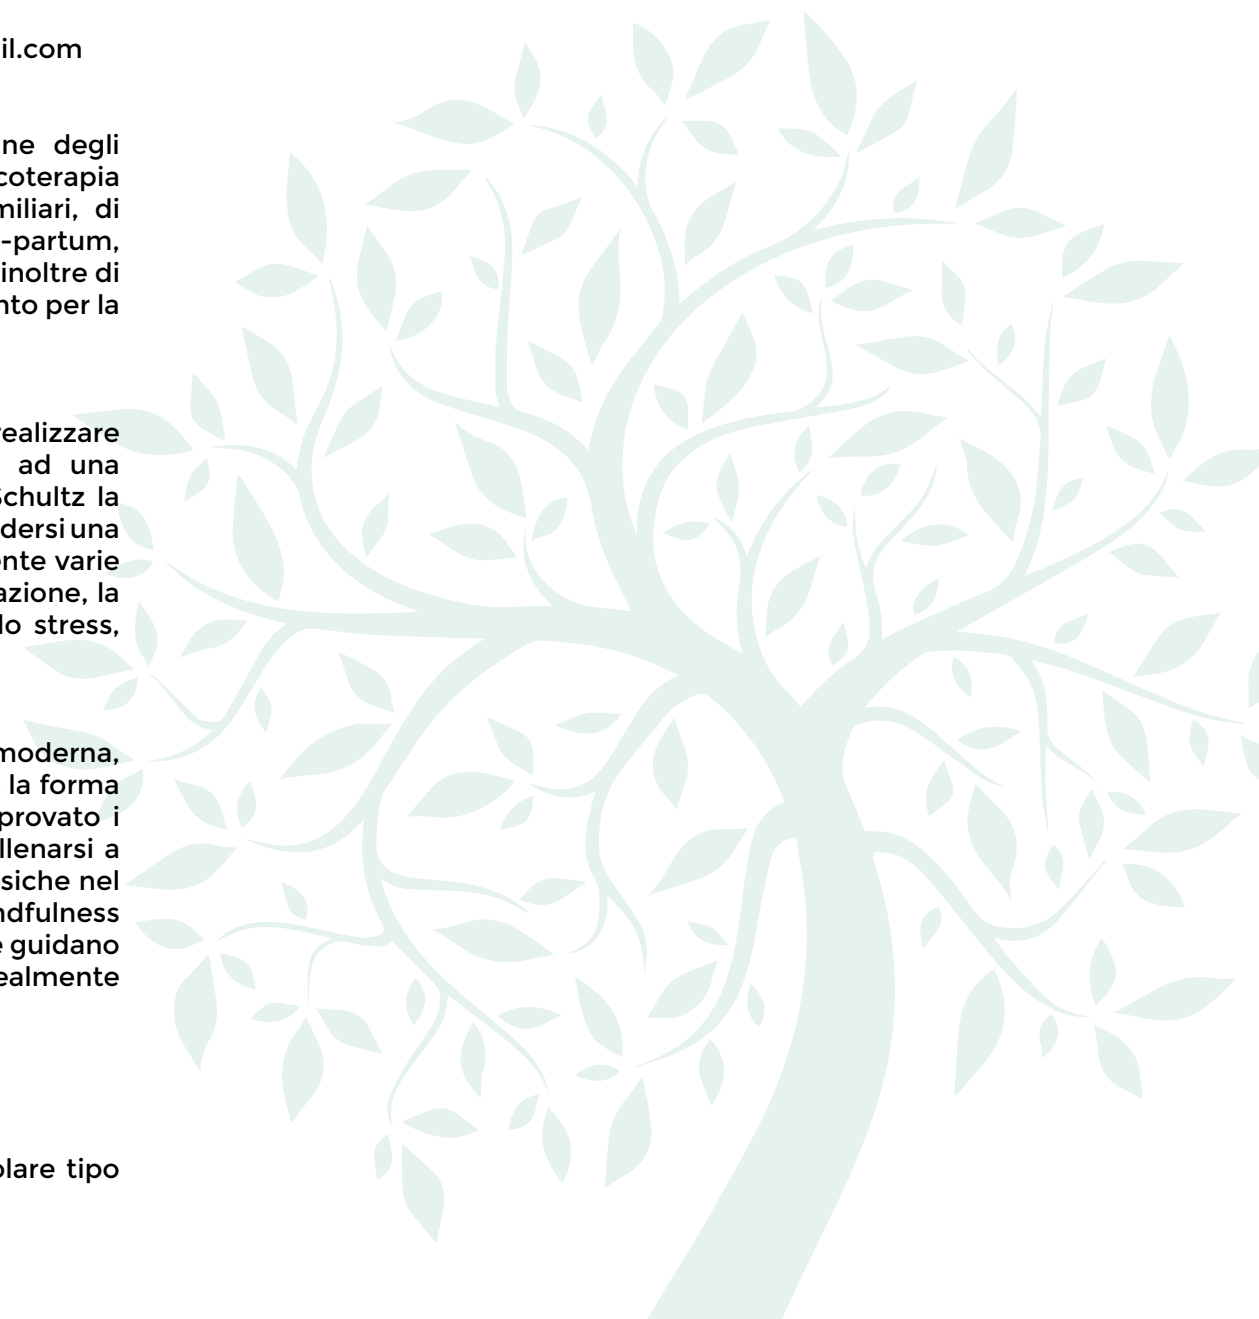 il.com
ne degli
coterapia
miliari, di
-partum,
inoltre di
nto per la
realizzare
ad una
Schultz la
dersi una
ente varie
azione, la
lo stress,
moderna,
la forma
provato i
llenarsi a
siche nel
ndfulness
e guidano
ealmente
olare tipo